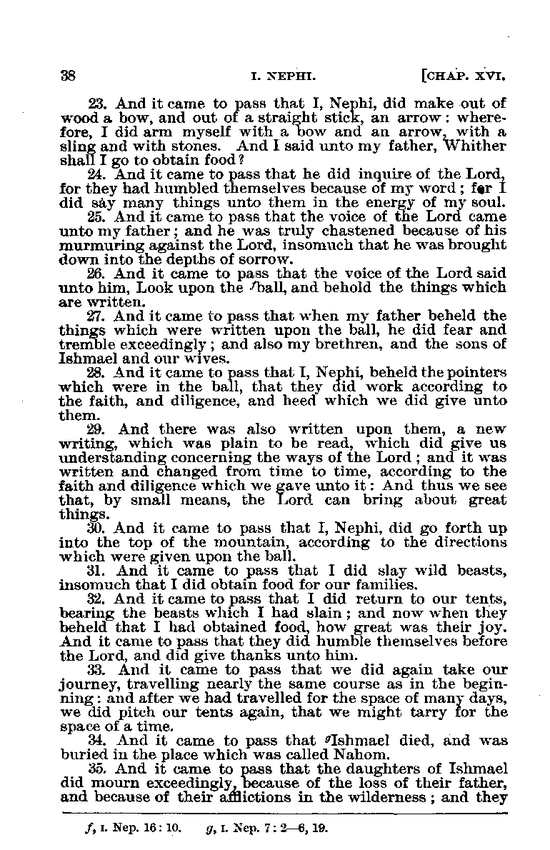 38 I. NEPHI. [CHAP. XVI.
23. And it came to pass that I, Nephi, did make out of
wood a bow, and out of a straight stick, an arrow : where-
fore, I did arm myself with a bow and an arrow, with a
sling and with stones. And I said unto my father, Whither
shall I go to obtain food?
24. And it came to pass that he did inquire of the Lord,
for they had humbled themselves because of my word ; for I
did say many things unto them in the energy of my soul.
25. And it came to pass that the voice of the Lord came
unto my father ; and he was truly chastened because of his
murmuring against the Lord, insomuch that he was brought
down into the depths of sorrow.
26. And it came to pass that the voice of the Lord said
unto him, Look upon the fball, and behold the things which
are written.
27. And it came to pass that when my father beheld the
things which were written upon the ball, he did fear and
tremble exceedingly ; and also my brethren, and the sons of
Ishmael and our wives.
28. And it came to pass that I, Nephi, beheld the pointers
which were in the ball, that they did work according to
the faith, and diligence, and heed which we did give unto
them.
29. And there was also written upon them, a new
writing, which was plain to be read, which did give us
understanding concerning the ways of the Lord ; and it was
written and changed from time to time, according to the
faith and diligence which we gave unto it : And thus we see
that, by small means, the Lord can bring about great
things.
30. And it came to pass that I, Nephi, did go forth up
into the top of the mountain, according to the directions
which were given upon the ball.
31. And it came to pass that I did slay wild beasts,
insomuch that I did obtain food for our families.
32. And it came to pass that I did return to our tents,
bearing the beasts which I had slain ; and now when they
beheld that I had obtained food, how great was their joy.
And it came to pass that they did humble themselves before
the Lord, and did give thanks unto him.
33. And it came to pass that we did again take our
journey, travelling nearly the same course as in the begin-
ning : and after we had travelled for the space of many days,
we did pitch our tents again, that we might tarry for the
space of a time.
34. And it came to pass that gIshmael died, and was
buried in the place which was called Nahom.
35. And it came to pass that the daughters of Ishmael
did mourn exceedingly, because of the loss of their father,
and because of their afflictions in the wilderness ; and they
f, I. Nep. 16 : 10. g, I. Nep. 7 : 2—6, 19.